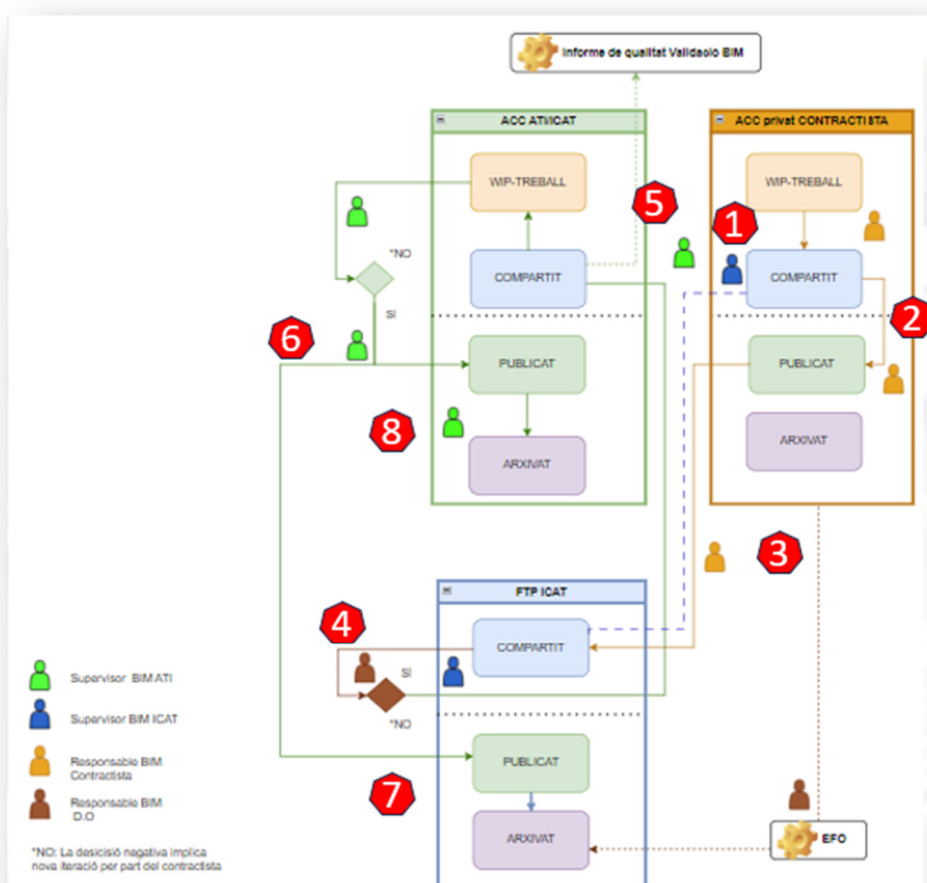 Informe de qualitat Validació BIM
ACC ATI/ICAT
ACC privat CONTRACTISTA
WIP-TREBALL
WIP-TREBALL
5
1
*NO
COMPARTIT
COMPARTIT
2
SI
6
PUBLICAT
PUBLICAT
8
ARXIVAT
ARXIVAT
3
FTP ICAT
4
COMPARTIT
SI
*NO
Supervisor BIM ATI
Supervisor BIM ICAT
Responsable BIM
Contractista
Responsable BIM
D.O
PUBLICAT
7
ARXIVAT
EFO
*NO: La desicisió negativa implica
nova iteració per part del contractista